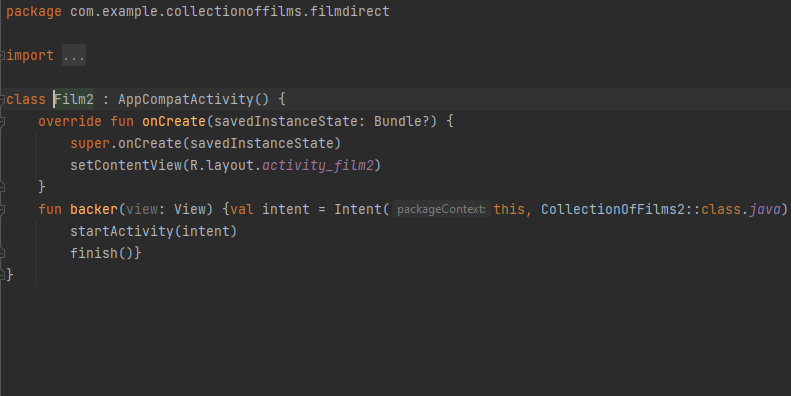 package com.example.collectionoffilms.filmdirect
import ...
class Film2 : AppCompatActivity() {
override fun onCreate(savedInstanceState: Bundle?) {
super.onCreate(savedInstanceState)
setContentView(R.layout.activity_film2)
}
fun backer(view: View) {val intent = Intent( packageContext: this, CollectionOfFilms2::class.java)
startActivity(intent)
finish()}
}